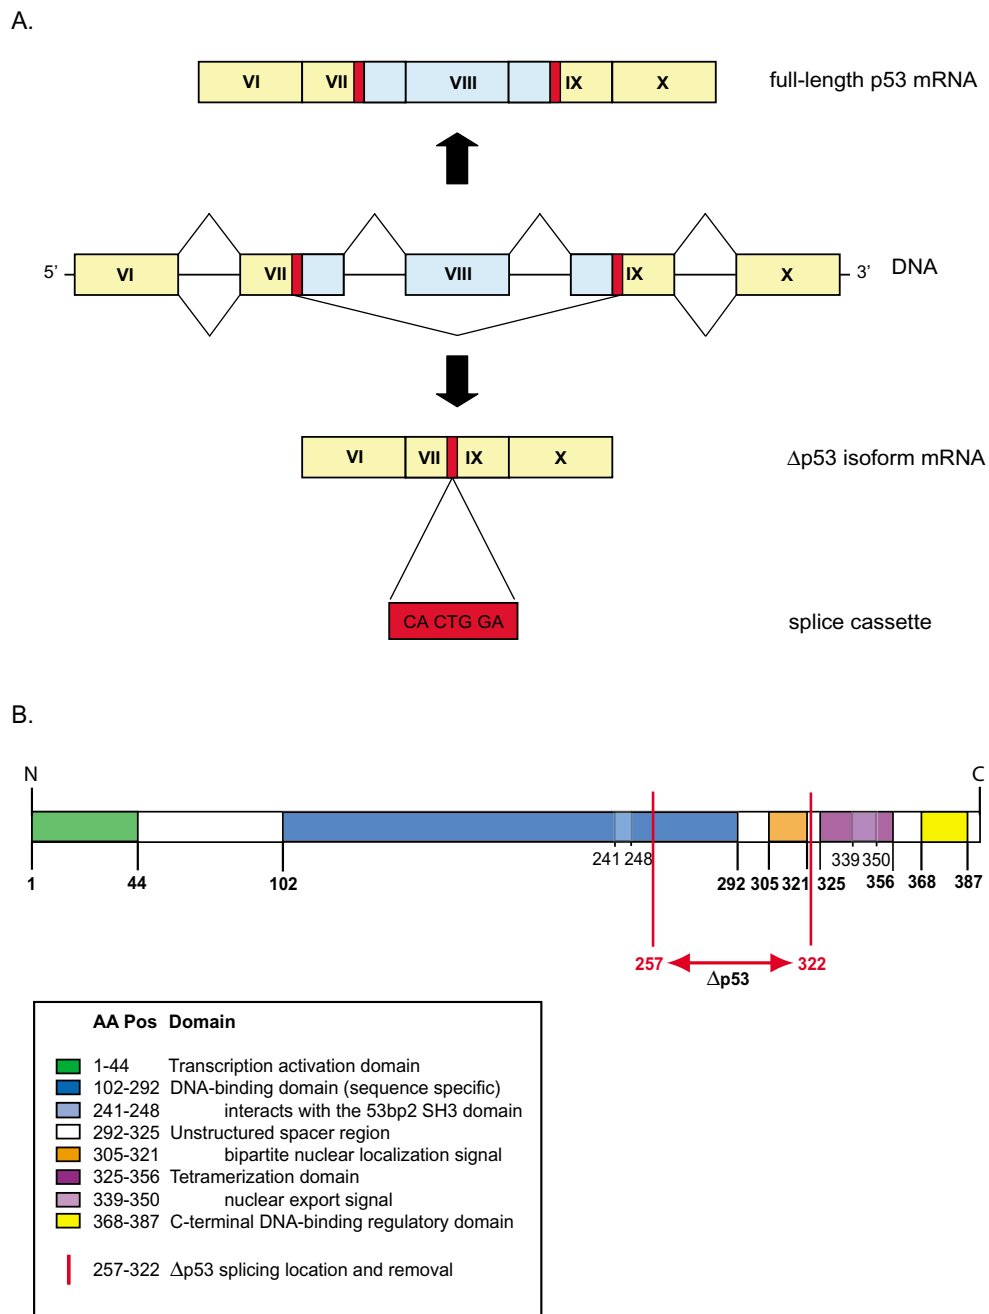 A.
VI VII VIII IX X full-length p53 mRNA
5’ VI VII VIII IX X 3’ DNA
VI VII IX X Δp53 isoform mRNA
CA CTG GA splice cassette
B.
N C
241 248 339 350
1 44 102 292 305 321 325 356 368 387
257 322
Δp53
AA Pos Domain
1-44 Transcription activation domain
102-292 DNA-binding domain (sequence specific)
241-248 interacts with the 53bp2 SH3 domain
292-325 Unstructured spacer region
305-321 bipartite nuclear localization signal
325-356 Tetramerization domain
339-350 nuclear export signal
368-387 C-terminal DNA-binding regulatory domain
257-322 Δp53 splicing location and removal